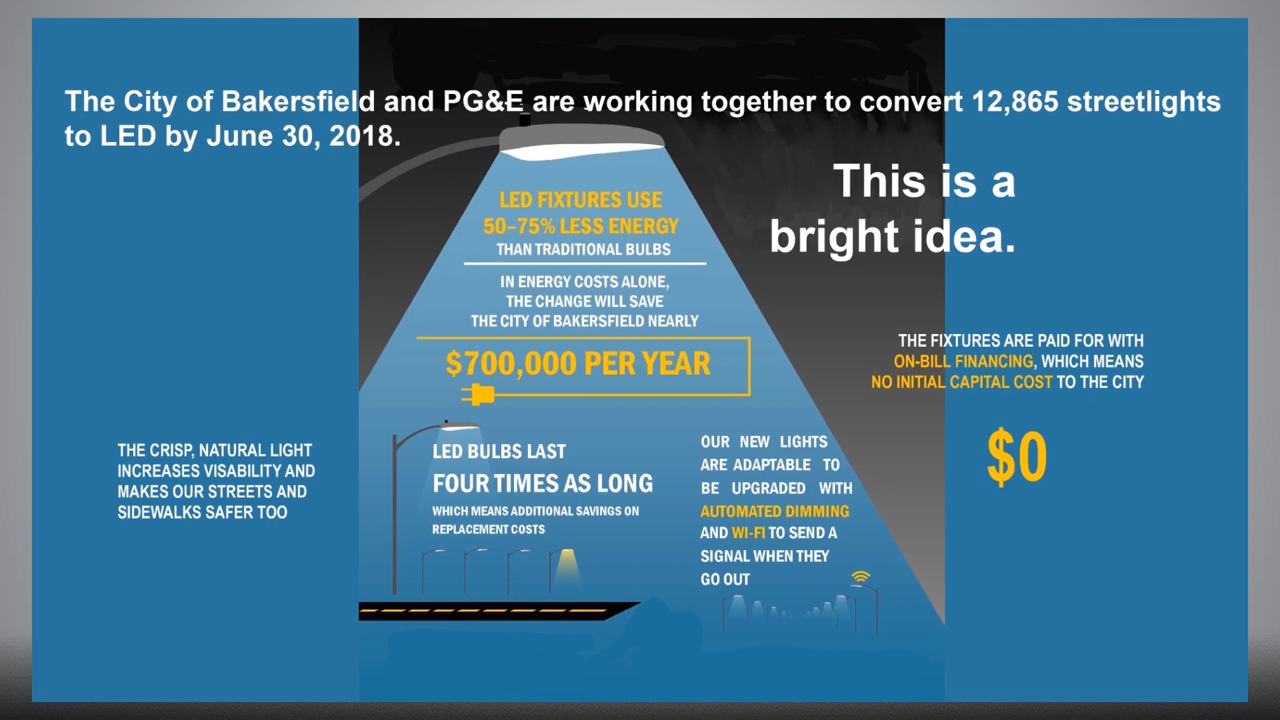 The City of Bakersfield and PG&E are working together to convert 12,865 streetlights
to LED by June 30, 2018.
This is a
bright idea.
LED FIXTURES USE
50–75% LESS ENERGY
THAN TRADITIONAL BULBS
IN ENERGY COSTS ALONE,
THE CHANGE WILL SAVE
THE CITY OF BAKERSFIELD NEARLY
$700,000 PER YEAR
THE FIXTURES ARE PAID FOR WITH
ON-BILL FINANCING, WHICH MEANS
NO INITIAL CAPITAL COST TO THE CITY
$0
THE CRISP, NATURAL LIGHT
INCREASES VISABILITY AND
MAKES OUR STREETS AND
SIDEWALKS SAFER TOO
LED BULBS LAST
FOUR TIMES AS LONG
WHICH MEANS ADDITIONAL SAVINGS ON
REPLACEMENT COSTS
OUR NEW LIGHTS
ARE ADAPTABLE TO
BE UPGRADED WITH
AUTOMATED DIMMING
AND WI-FI TO SEND A
SIGNAL WHEN THEY
GO OUT